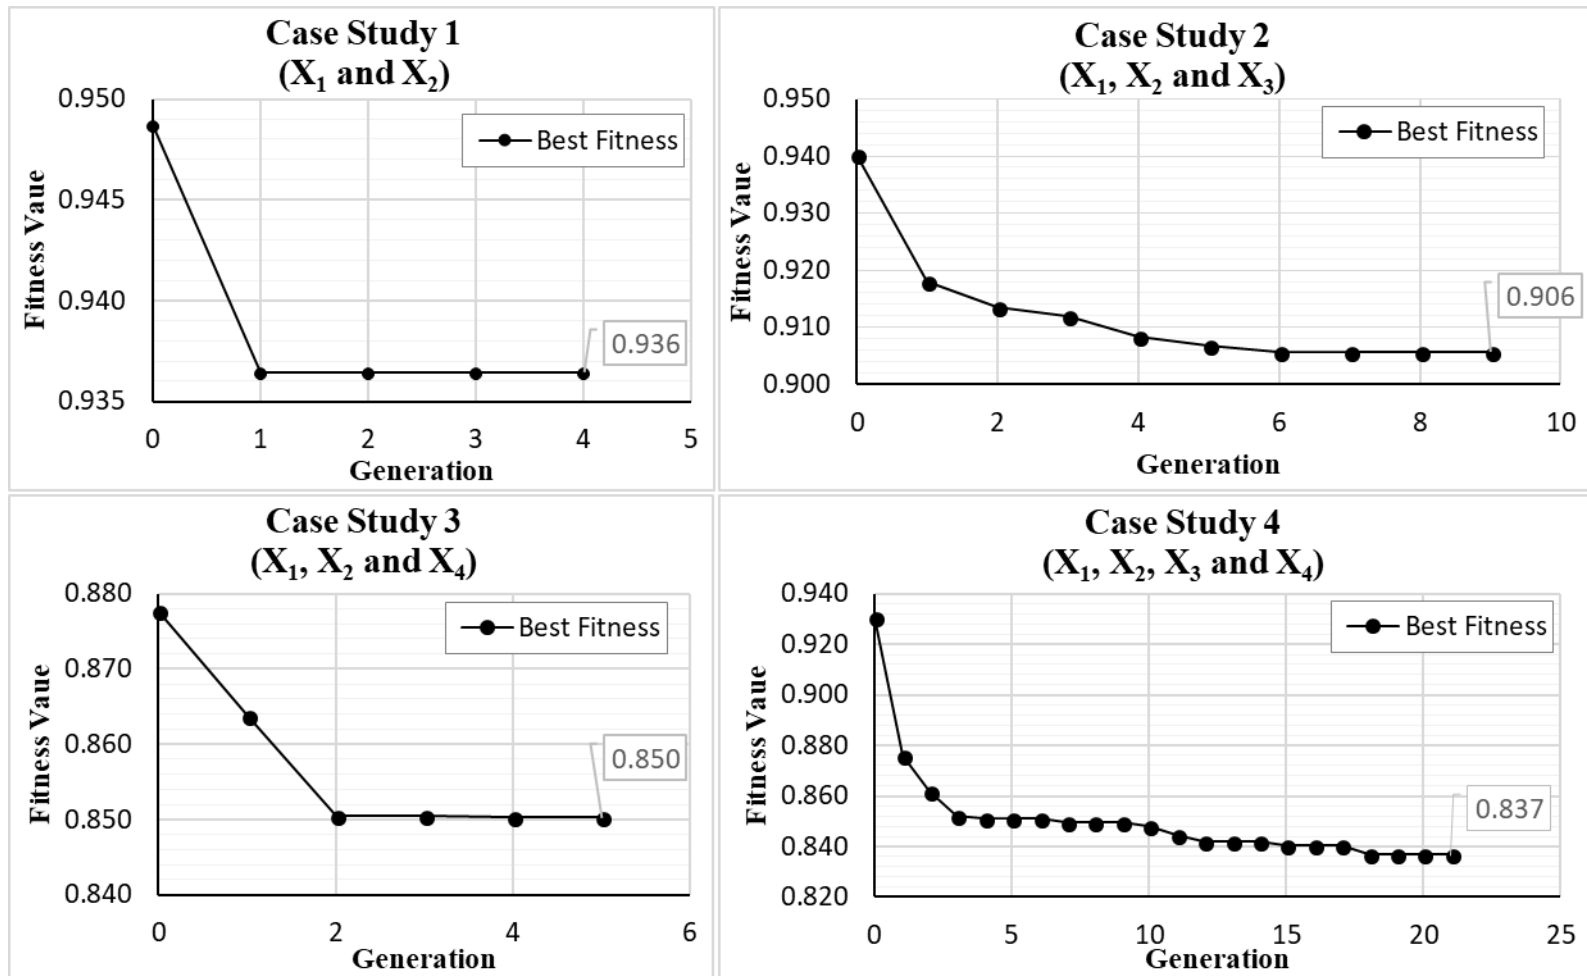 Case Study 1
(X₁ and X₂)
Best Fitness
Fitness Vaue
0.950
0.945
0.940
0.935
0.936
0 1 2 3 4 5
Generation
Case Study 2
(X₁, X₂ and X₃)
Best Fitness
Fitness Vaue
0.950
0.940
0.930
0.920
0.910
0.900
0.906
0 2 4 6 8 10
Generation
Case Study 3
(X₁, X₂ and X₄)
Best Fitness
Fitness Vaue
0.880
0.870
0.860
0.850
0.840
0.850
0 2 4 6
Generation
Case Study 4
(X₁, X₂, X₃ and X₄)
Best Fitness
Fitness Vaue
0.940
0.920
0.900
0.880
0.860
0.840
0.820
0.837
0 5 10 15 20 25
Generation